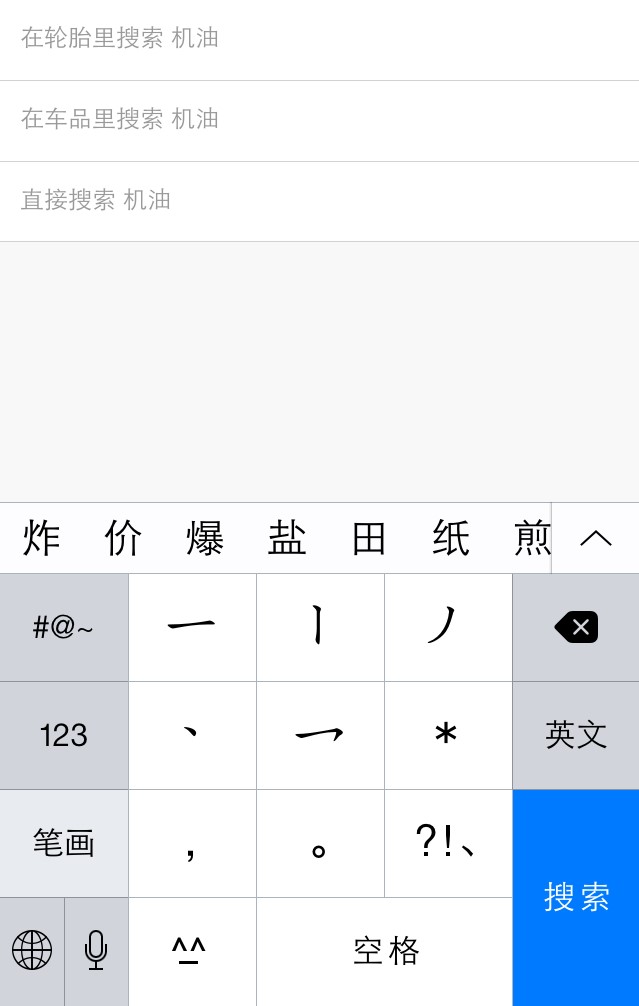 在轮胎里搜索 机油
在车品里搜索 机油
直接搜索 机油
炸 价 爆 盐 田 纸 煎
#@~ 一 丨 丿
123 丶 乛 * 英文
笔画 , 。 ?!、
^_^ 空格 搜索